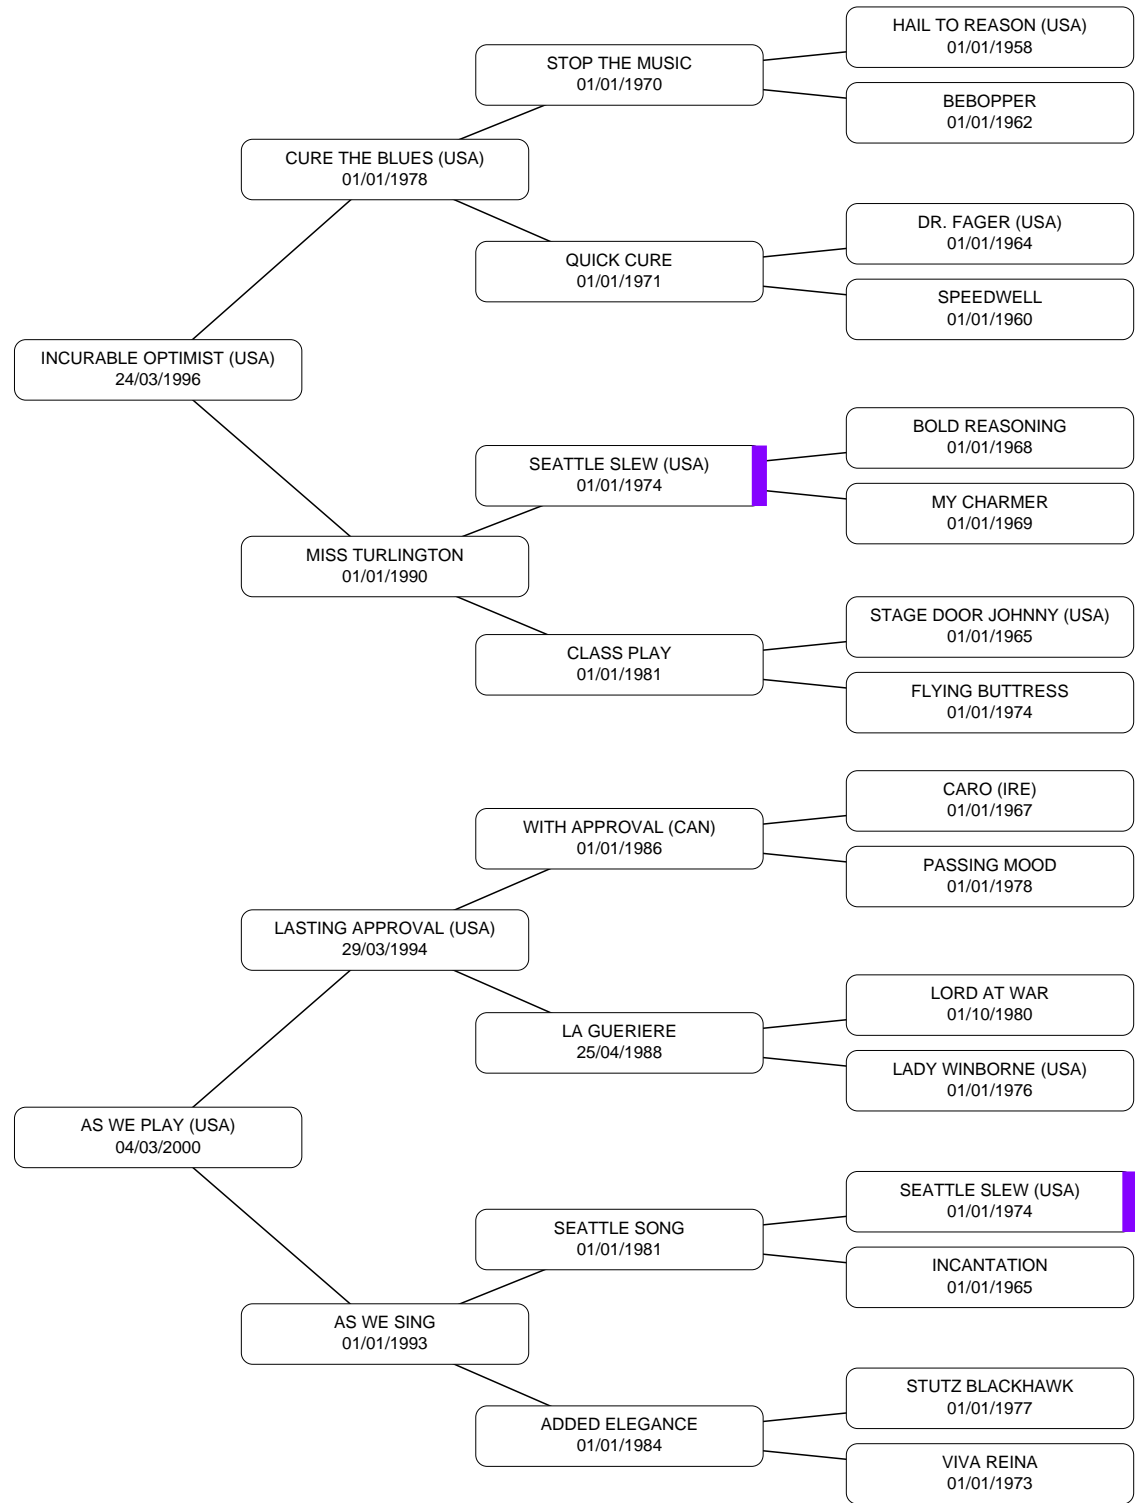 HAIL TO REASON (USA)
01/01/1958
STOP THE MUSIC
01/01/1970
BEBOPPER
01/01/1962
CURE THE BLUES (USA)
01/01/1978
DR. FAGER (USA)
01/01/1964
QUICK CURE
01/01/1971
SPEEDWELL
01/01/1960
INCURABLE OPTIMIST (USA)
24/03/1996
BOLD REASONING
01/01/1968
SEATTLE SLEW (USA)
01/01/1974
MY CHARMER
01/01/1969
MISS TURLINGTON
01/01/1990
STAGE DOOR JOHNNY (USA)
01/01/1965
CLASS PLAY
01/01/1981
FLYING BUTTRESS
01/01/1974
CARO (IRE)
01/01/1967
WITH APPROVAL (CAN)
01/01/1986
PASSING MOOD
01/01/1978
LASTING APPROVAL (USA)
29/03/1994
LORD AT WAR
01/10/1980
LA GUERIERE
25/04/1988
LADY WINBORNE (USA)
01/01/1976
AS WE PLAY (USA)
04/03/2000
SEATTLE SLEW (USA)
01/01/1974
SEATTLE SONG
01/01/1981
INCANTATION
01/01/1965
AS WE SING
01/01/1993
STUTZ BLACKHAWK
01/01/1977
ADDED ELEGANCE
01/01/1984
VIVA REINA
01/01/1973